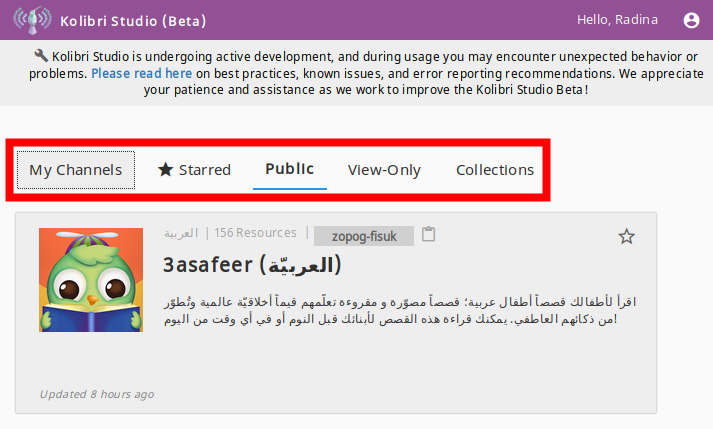 Kolibri Studio (Beta)
Hello, Radina
Kolibri Studio is undergoing active development, and during usage you may encounter unexpected behavior or
problems. Please read here on best practices, known issues, and error reporting recommendations. We appreciate
your patience and assistance as we work to improve the Kolibri Studio Beta!
My Channels
Starred
Public
View-Only
Collections
العربية | 156 Resources | zopog-fisuk
3asafeer (العربيّة)
اقرأ لأطفالك قصصاً أطفال عربية؛ قصصاً مصوّرة و مقروءة تعلّمهم قيماً أخلاقيّة عالمية وتُطوّر
من ذكائهم العاطفي. يمكنك قراءة هذه القصص لأبنائك قبل النوم أو في أي وقت من اليوم!
Updated 8 hours ago